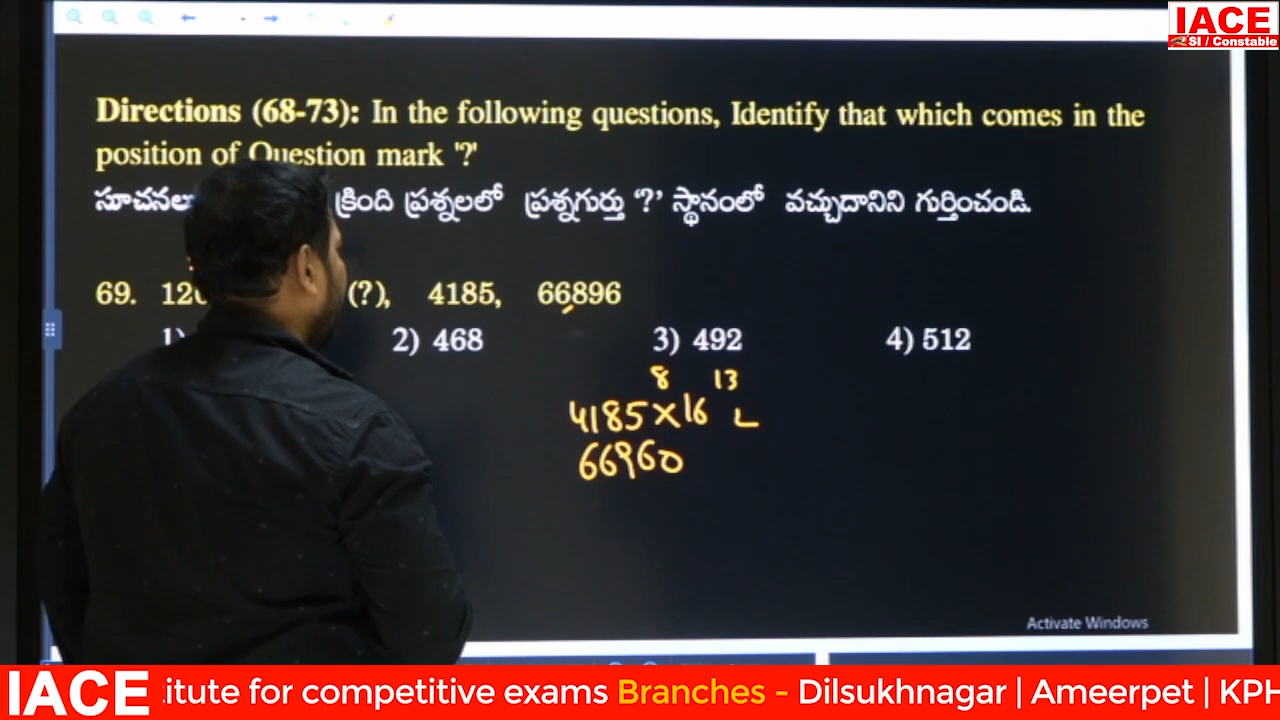 IACE
SI / Constable
Directions (68-73): In the following questions, Identify that which comes in the
position of Question mark '?'
క్రింది ప్రశ్నలలో ప్రశ్నగుర్తు ‘?’ స్థానంలో వచ్చుదానిని గుర్తించండి.
69. (?), 4185, 66896
1) 2) 468 3) 492 4) 512
8 13
4185 × 16
66960
Activate Windows
IACE itute for competitive exams Branches - Dilsukhnagar | Ameerpet | KPH